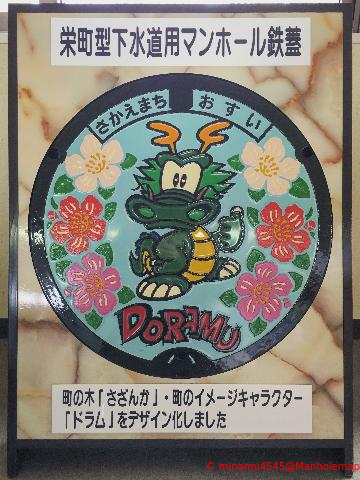 栄町型下水道用マンホール鉄蓋
さかえまち おすい
DORAMU
町の木「さざんか」・町のイメージキャラクター
「ドラム」をデザイン化しました
© minamu4545@Manholemap